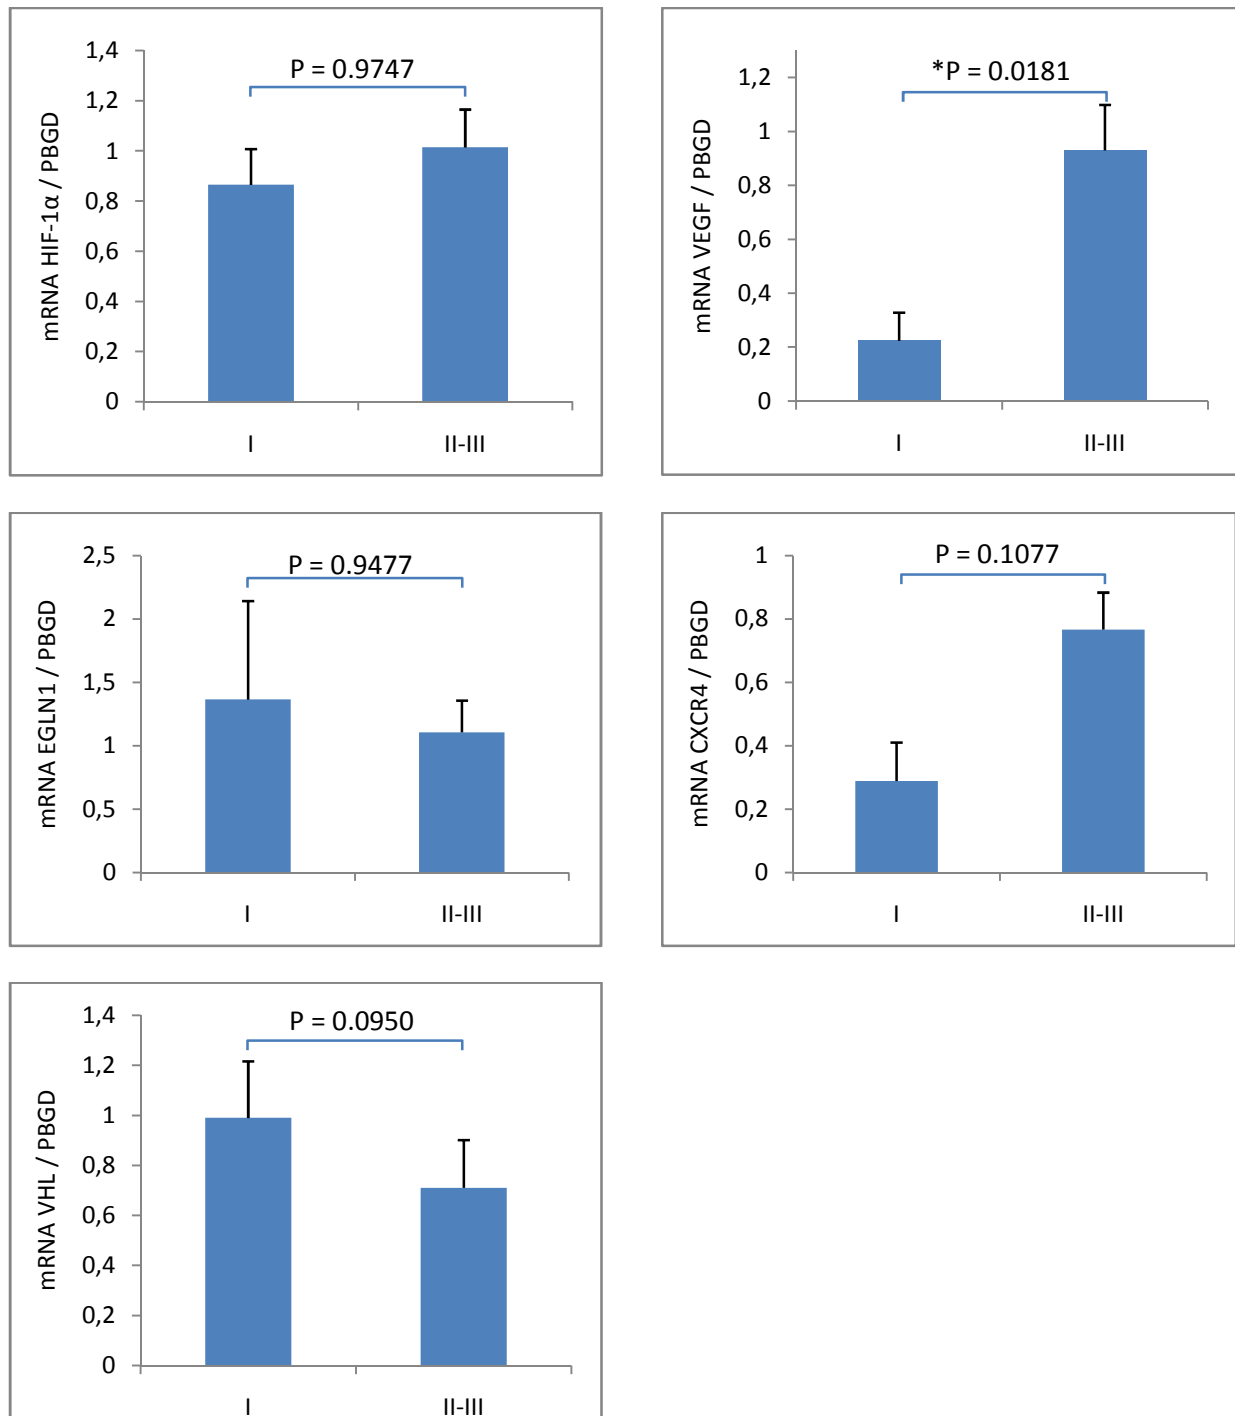 mRNA HIF-1α / PBGD
1,4
1,2
1
0,8
0,6
0,4
0,2
0
P = 0.9747
I
II-III
mRNA VEGF / PBGD
1,2
1
0,8
0,6
0,4
0,2
0
*P = 0.0181
I
II-III
mRNA EGLN1 / PBGD
2,5
2
1,5
1
0,5
0
P = 0.9477
I
II-III
mRNA CXCR4 / PBGD
1
0,8
0,6
0,4
0,2
0
P = 0.1077
I
II-III
mRNA VHL / PBGD
1,4
1,2
1
0,8
0,6
0,4
0,2
0
P = 0.0950
I
II-III